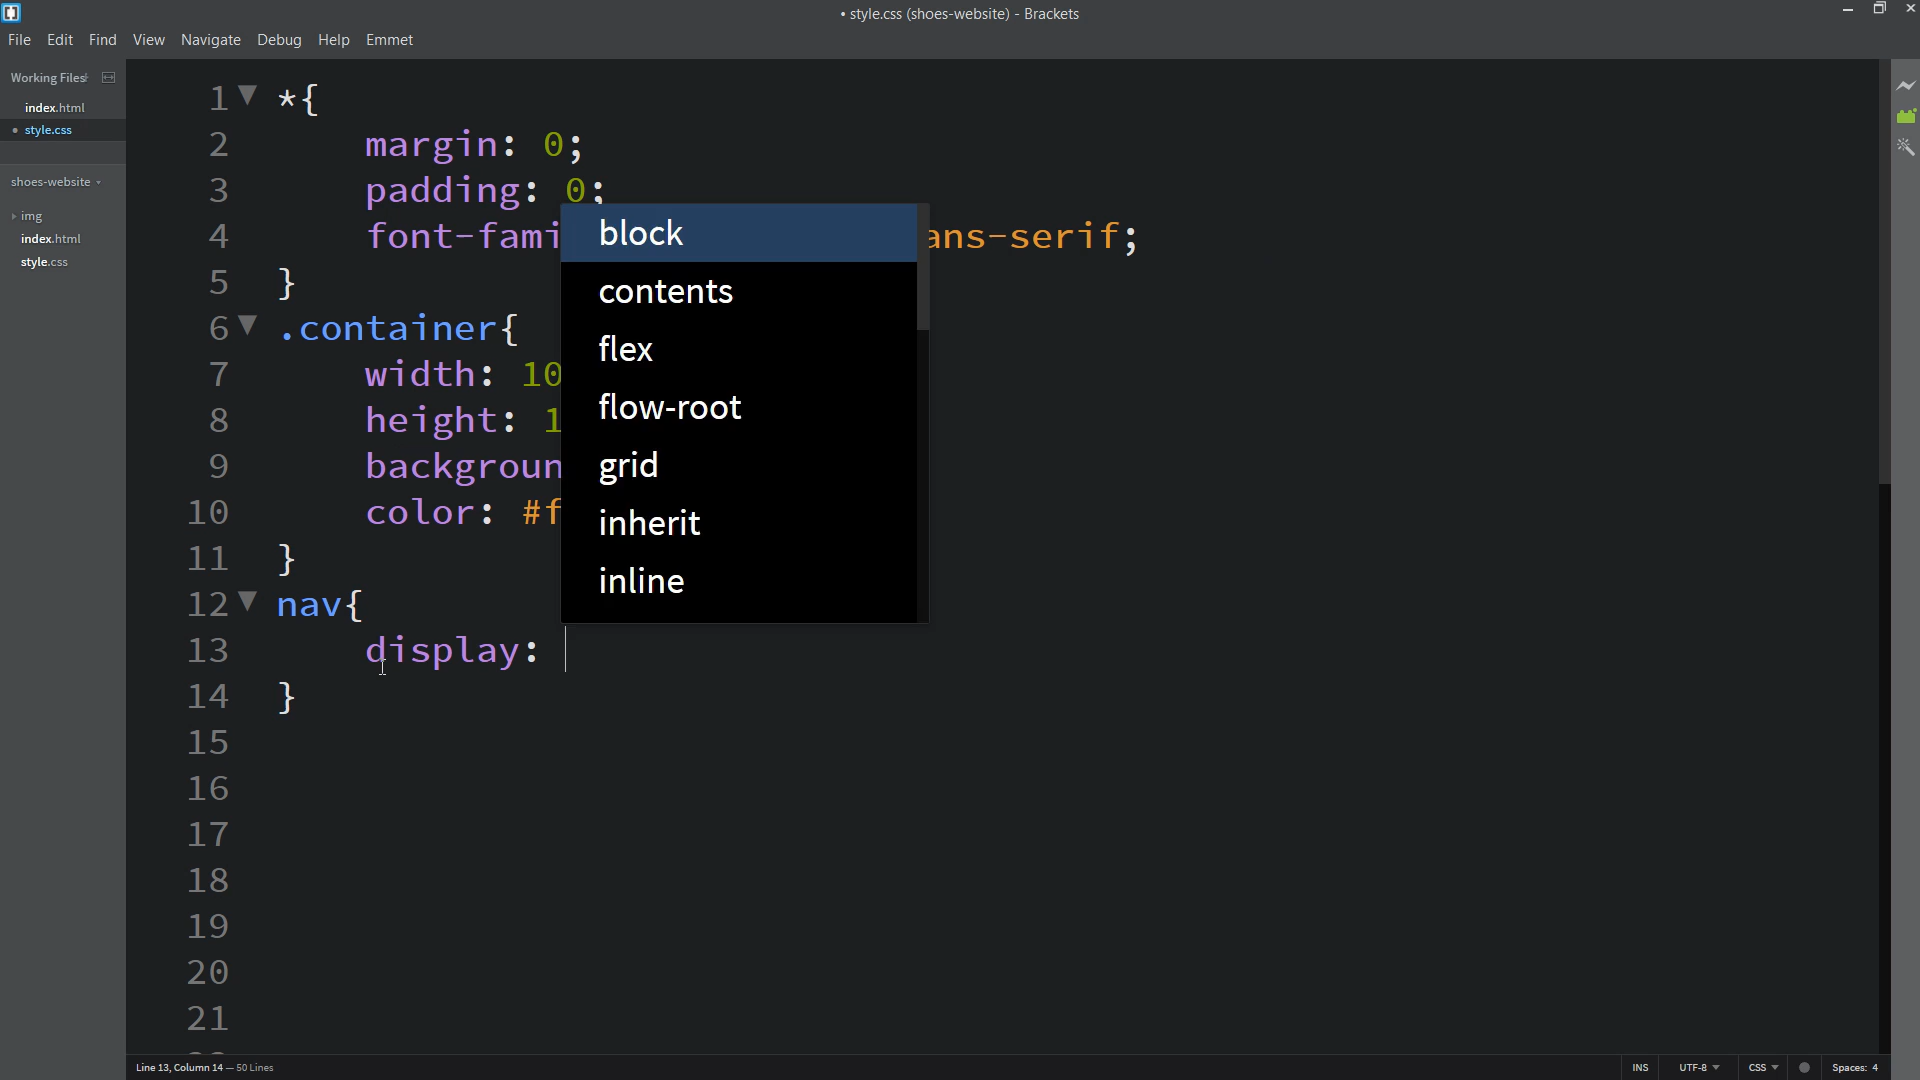 • style.css (shoes-website) - Brackets
File Edit Find View Navigate Debug Help Emmet
Working Files
index.html
• style.css
shoes-website
img
index.html
style.css
1 *{
2 margin: 0;
3 padding: 0;
4 font-fami ans-serif;
5 }
6 .container{
7 width: 10
8 height: 1
9 backgroun
10 color: #f
11 }
12 nav{
13 display:
14 }
15
16
17
18
19
20
21
block
contents
flex
flow-root
grid
inherit
inline
Line 13, Column 14 — 50 Lines
INS UTF-8 CSS Spaces: 4